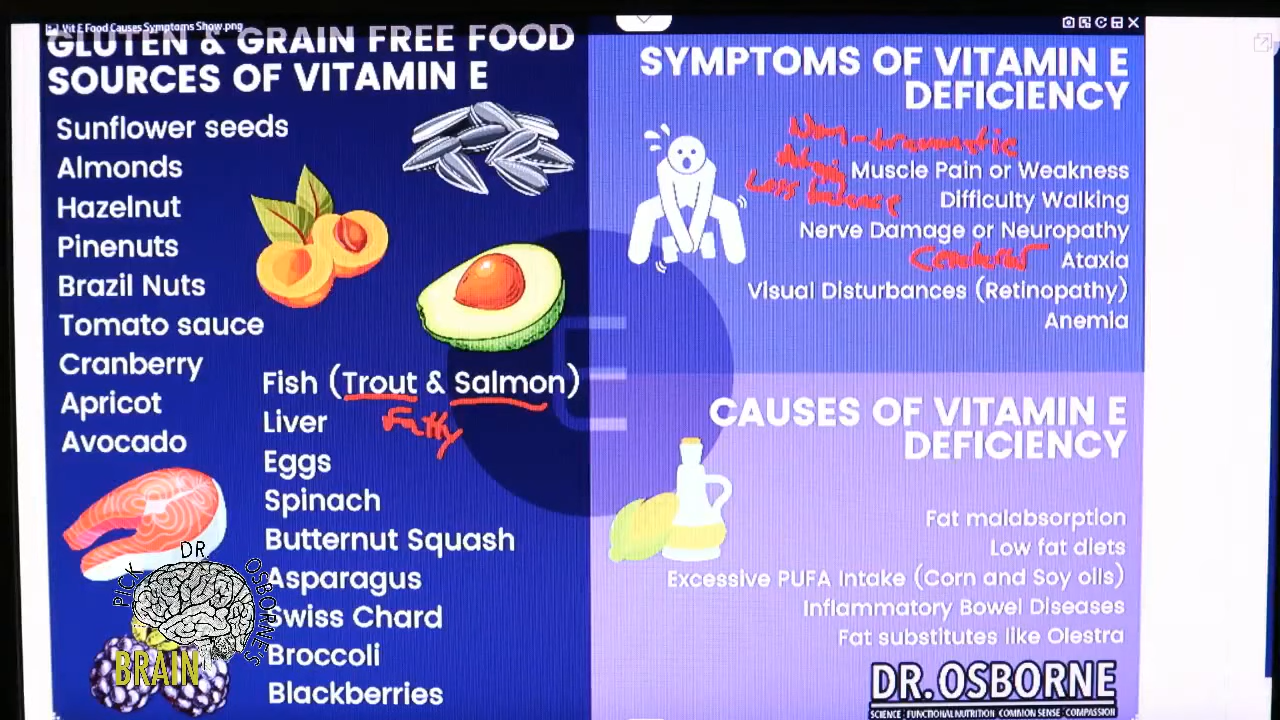 Vit E Food Causes Symptoms Show.png
GLUTEN & GRAIN FREE FOOD
SOURCES OF VITAMIN E
Sunflower seeds
Almonds
Hazelnut
Pinenuts
Brazil Nuts
Tomato sauce
Cranberry
Apricot
Avocado
Fish (Trout & Salmon)
Fatty
Liver
Eggs
Spinach
Butternut Squash
Asparagus
Swiss Chard
Broccoli
Blackberries
PICK
DR.
OSBORNE'S
BRAIN
E
SYMPTOMS OF VITAMIN E
DEFICIENCY
Non-traumatic
Muscle Pain or Weakness
Loss balance
Difficulty Walking
Nerve Damage or Neuropathy
Ataxia
Visual Disturbances (Retinopathy)
Anemia
CAUSES OF VITAMIN E
DEFICIENCY
Fat malabsorption
Low fat diets
Excessive PUFA Intake (Corn and Soy oils)
Inflammatory Bowel Diseases
Fat substitutes like Olestra
DR. OSBORNE
SCIENCE FUNCTIONAL NUTRITION COMMON SENSE COMPASSION